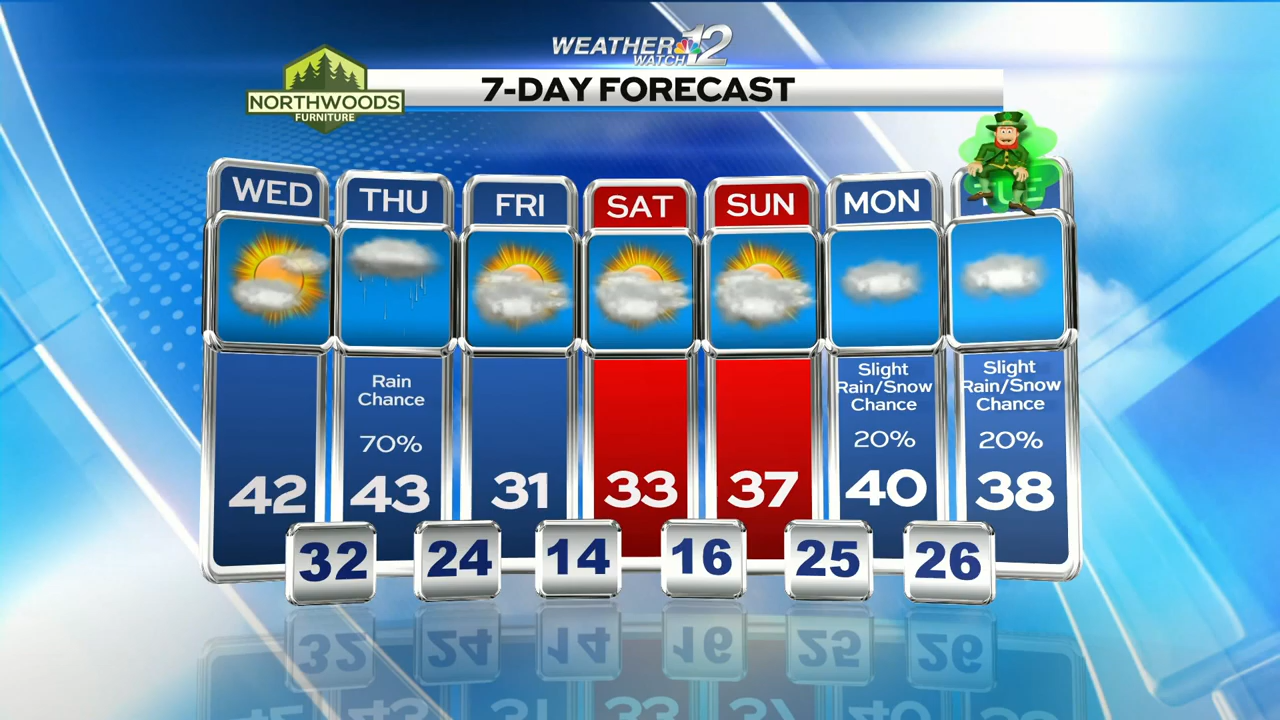 WEATHER 12
WATCH
7-DAY FORECAST
NORTHWOODS
FURNITURE
WED
THU
FRI
SAT
SUN
MON
TUE
Rain
Chance
70%
Slight
Rain/Snow
Chance
20%
Slight
Rain/Snow
Chance
20%
42
43
31
33
37
40
38
32
24
14
16
25
26